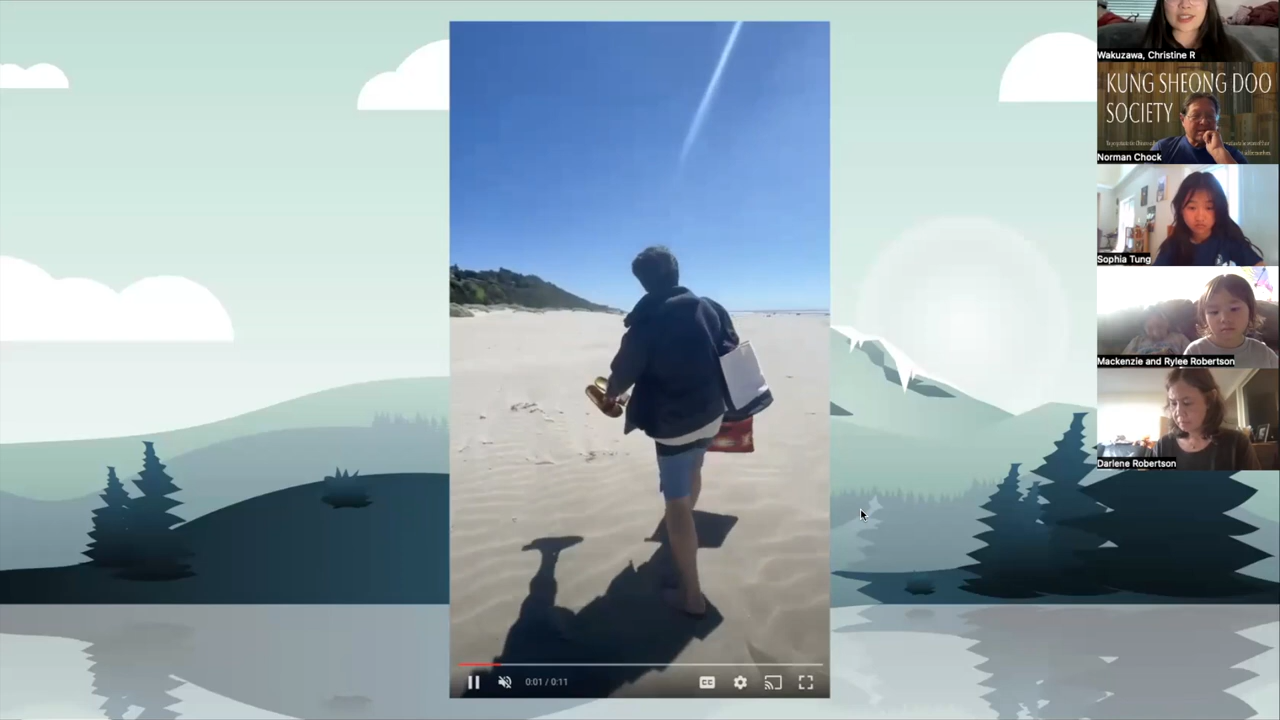 Wakuzawa, Christine R
KUNG SHEONG DOO
SOCIETY
Norman Chock
Sophia Tung
Mackenzie and Rylee Robertson
Darlene Robertson
0:01 / 0:11
CC